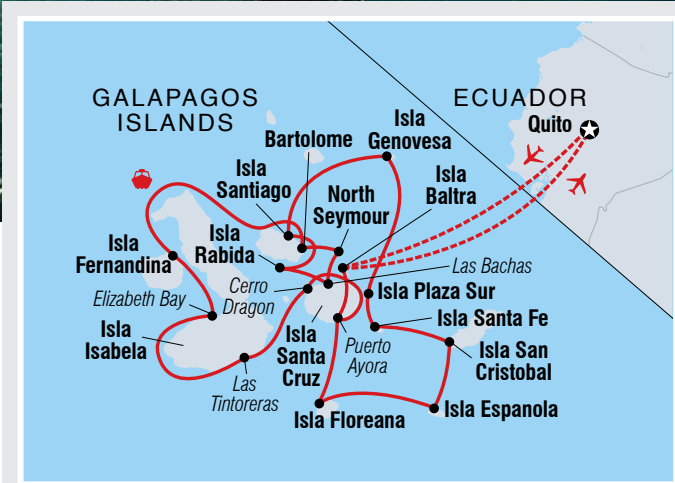 GALAPAGOS
ISLANDS
ECUADOR
Quito
Isla
Genovesa
Bartolome
Isla
Santiago
North
Seymour
Isla
Baltra
Isla
Rabida
Isla
Fernandina
Las Bachas
Cerro
Dragon
Elizabeth Bay
Isla Plaza Sur
Isla
Isabela
Isla Santa Fe
Isla
Santa
Cruz
Puerto
Ayora
Isla San
Cristobal
Las
Tintoreras
Isla Floreana
Isla Espanola